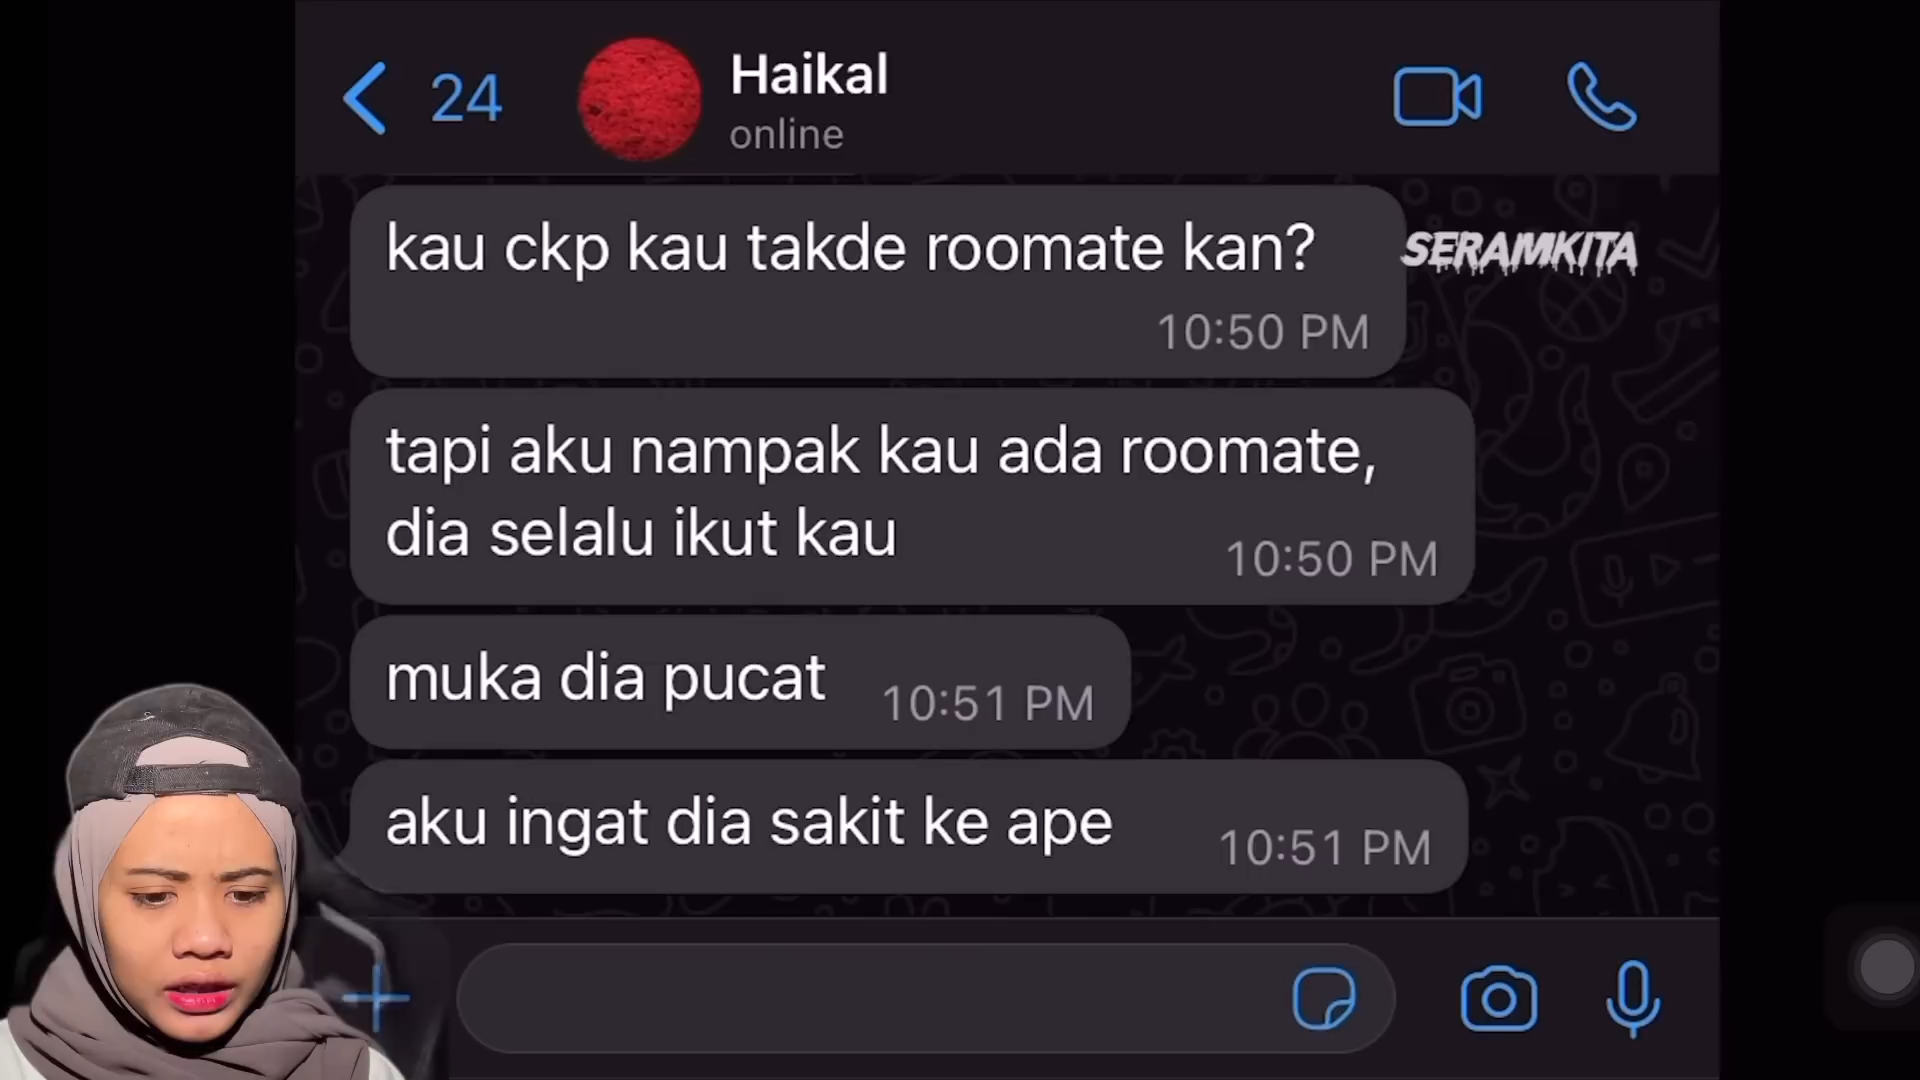 24
Haikal
online
kau ckp kau takde roomate kan?
10:50 PM
SERAMKITA
tapi aku nampak kau ada roomate,
dia selalu ikut kau
10:50 PM
muka dia pucat
10:51 PM
aku ingat dia sakit ke ape
10:51 PM